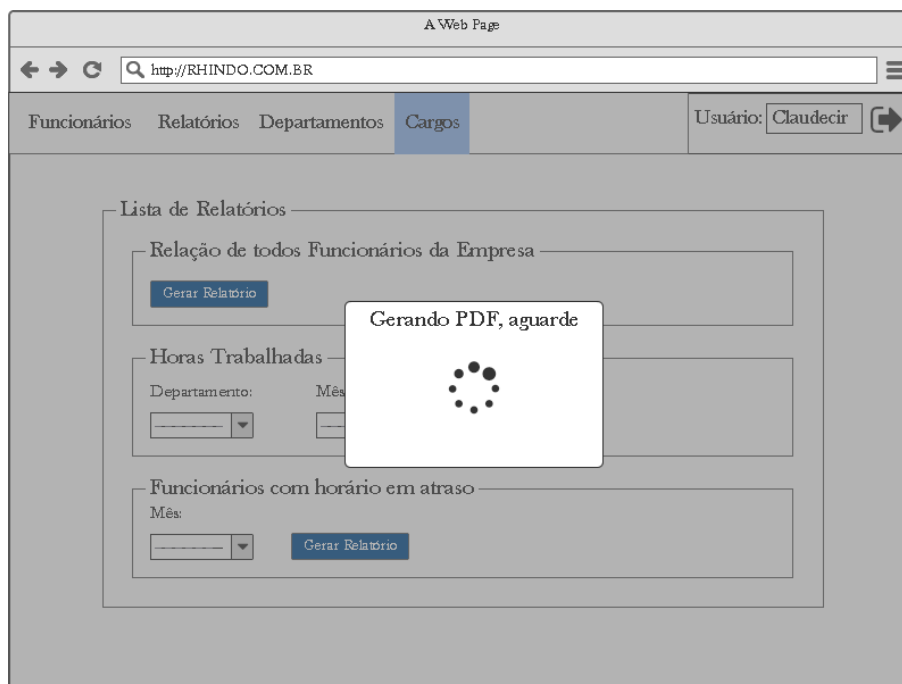 A Web Page
http://RHINDO.COM.BR
Funcionários Relatórios Departamentos Cargos Usuário: Claudecir
Lista de Relatórios
Relação de todos Funcionários da Empresa
Gerar Relatório
Gerando PDF, aguarde
Horas Trabalhadas
Departamento: Mês
Funcionários com horário em atraso
Mês:
Gerar Relatório